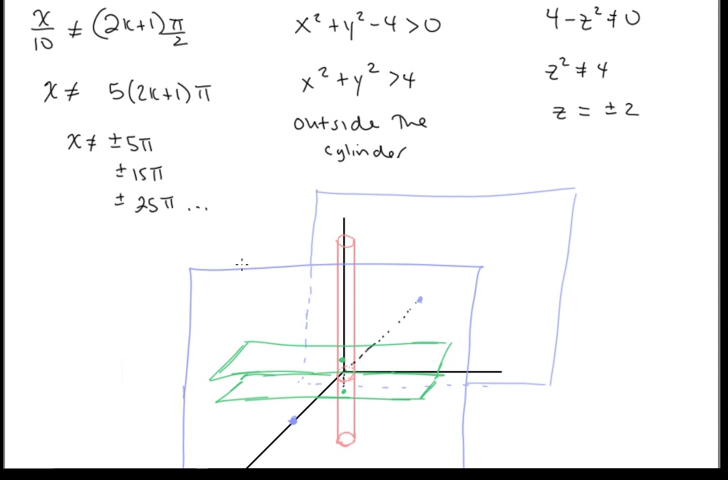 x/10 ≠ (2k+1)π/2
x ≠ 5(2k+1)π
x ≠ ±5π
±15π
± 25π ...
x²+y²-4>0
x²+y²>4
outside the
cylinder
4-z²≠0
z²≠4
z = ±2